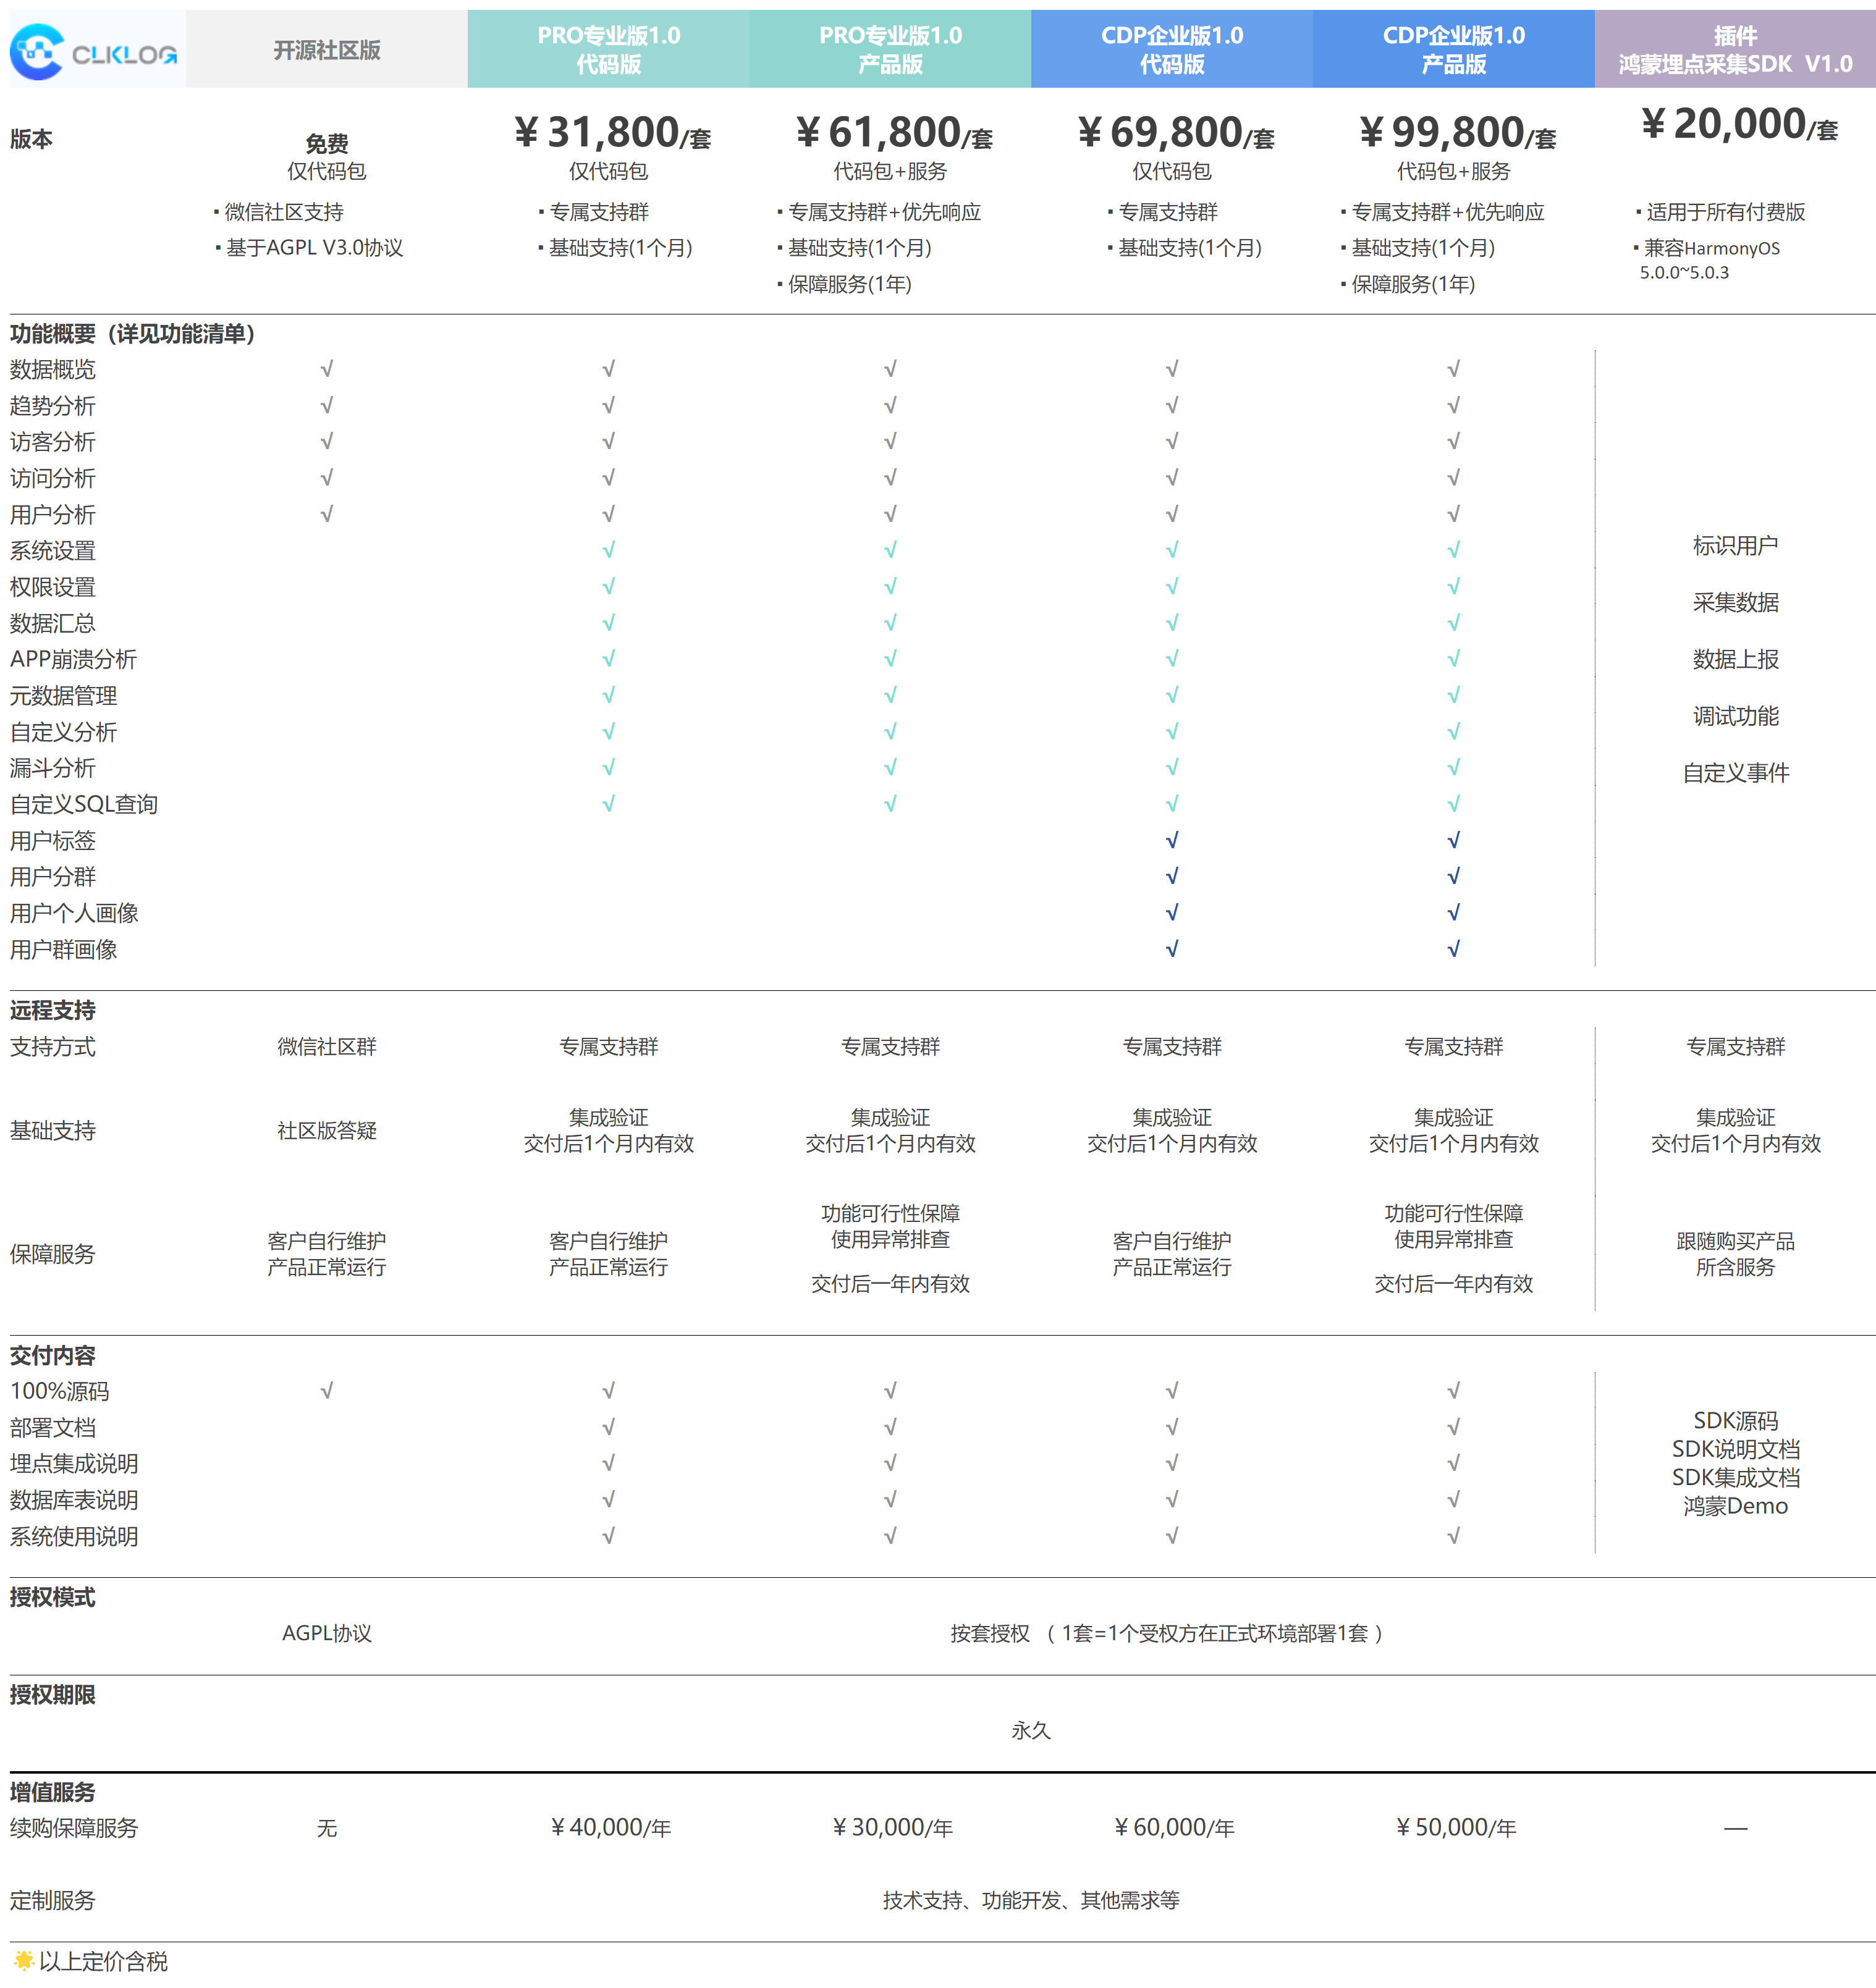 CLKLOG
开源社区版
PRO专业版1.0
代码版
PRO专业版1.0
产品版
CDP企业版1.0
代码版
CDP企业版1.0
产品版
插件
鸿蒙埋点采集SDK V1.0
版本
免费
仅代码包
▪ 微信社区支持
▪ 基于AGPL V3.0协议
¥31,800/套
仅代码包
▪ 专属支持群
▪ 基础支持(1个月)
¥61,800/套
代码包+服务
▪ 专属支持群+优先响应
▪ 基础支持(1个月)
▪ 保障服务(1年)
¥69,800/套
仅代码包
▪ 专属支持群
▪ 基础支持(1个月)
¥99,800/套
代码包+服务
▪ 专属支持群+优先响应
▪ 基础支持(1个月)
▪ 保障服务(1年)
¥20,000/套
▪ 适用于所有付费版
▪ 兼容HarmonyOS
5.0.0~5.0.3
功能概要（详见功能清单）
数据概览 √ √ √ √ √
趋势分析 √ √ √ √ √
访客分析 √ √ √ √ √
访问分析 √ √ √ √ √
用户分析 √ √ √ √ √
系统设置 √ √ √ √
权限设置 √ √ √ √
数据汇总 √ √ √ √
APP崩溃分析 √ √ √ √
元数据管理 √ √ √ √
自定义分析 √ √ √ √
漏斗分析 √ √ √ √
自定义SQL查询 √ √ √ √
用户标签 √ √
用户分群 √ √
用户个人画像 √ √
用户群画像 √ √
标识用户
采集数据
数据上报
调试功能
自定义事件
远程支持
支持方式 微信社区群 专属支持群 专属支持群 专属支持群 专属支持群 专属支持群
基础支持
社区版答疑
集成验证
交付后1个月内有效
集成验证
交付后1个月内有效
集成验证
交付后1个月内有效
集成验证
交付后1个月内有效
集成验证
交付后1个月内有效
保障服务
客户自行维护
产品正常运行
客户自行维护
产品正常运行
功能可行性保障
使用异常排查
交付后一年内有效
客户自行维护
产品正常运行
功能可行性保障
使用异常排查
交付后一年内有效
跟随购买产品
所含服务
交付内容
100%源码 √ √ √ √ √
部署文档 √ √ √ √
埋点集成说明 √ √ √ √
数据库表说明 √ √ √ √
系统使用说明 √ √ √ √
SDK源码
SDK说明文档
SDK集成文档
鸿蒙Demo
授权模式
AGPL协议 按套授权 （ 1套=1个受权方在正式环境部署1套 ）
授权期限
永久
增值服务
续购保障服务 无 ¥40,000/年 ¥30,000/年 ¥60,000/年 ¥50,000/年 —
定制服务 技术支持、功能开发、其他需求等
🌟以上定价含税